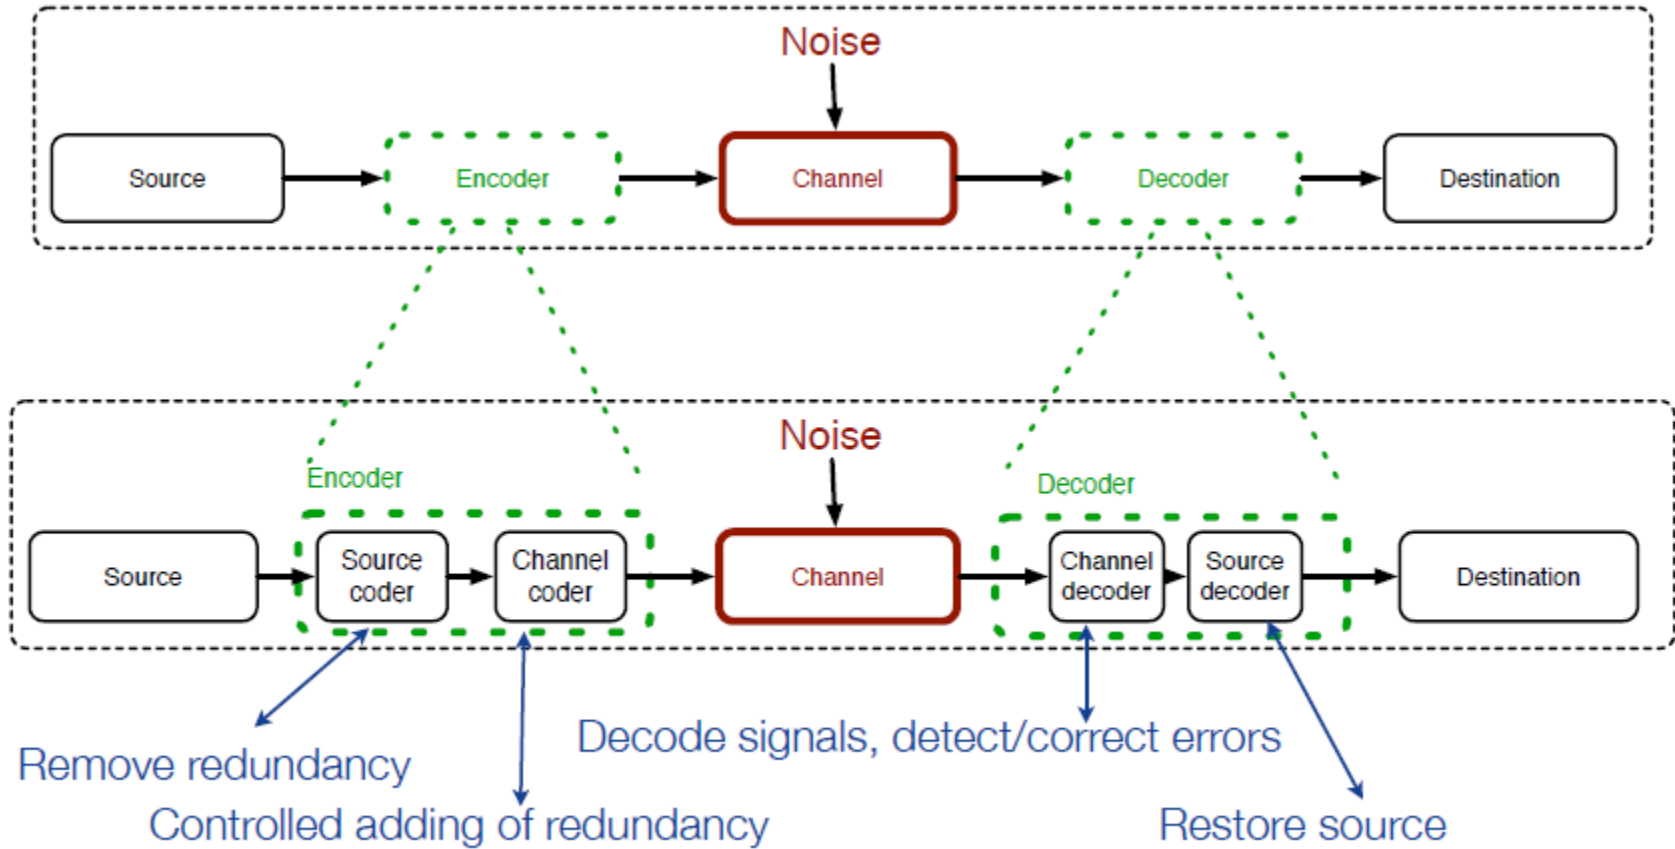 Noise
Source
Encoder
Channel
Decoder
Destination
Noise
Encoder
Decoder
Source
Source
coder
Channel
coder
Channel
Channel
decoder
Source
decoder
Destination
Remove redundancy
Decode signals, detect/correct errors
Controlled adding of redundancy
Restore source